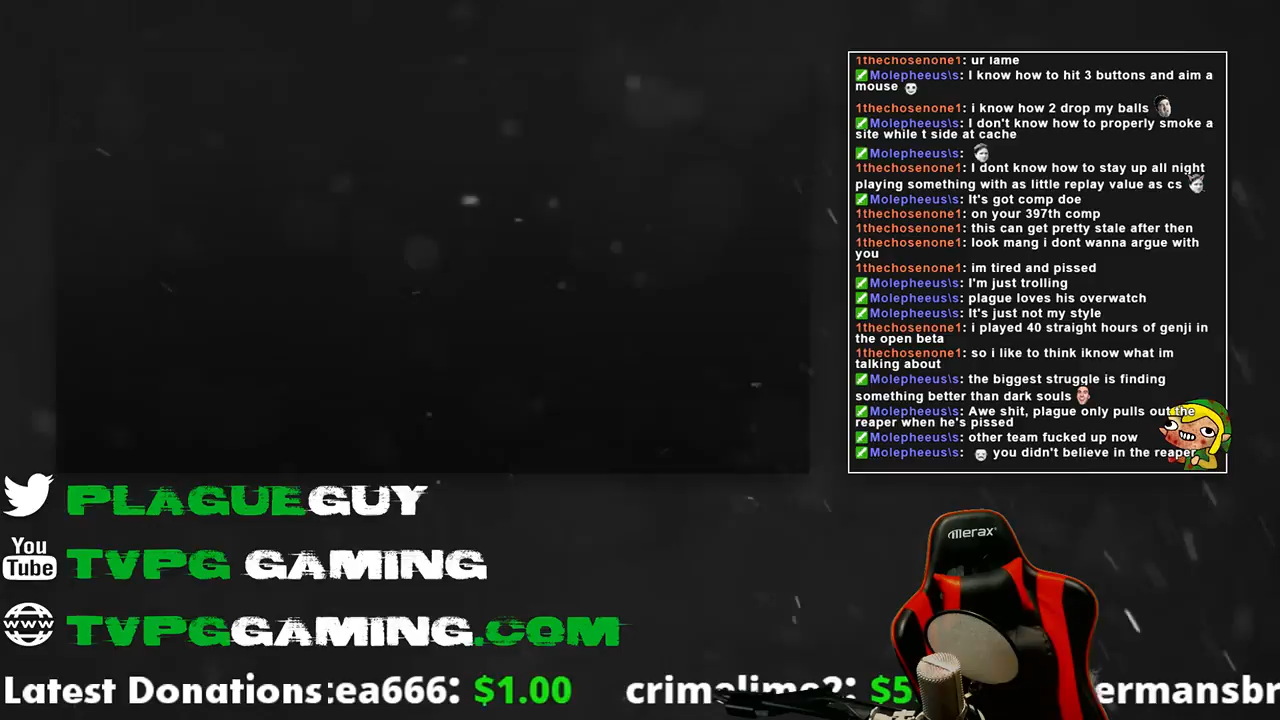 1thechosenone1: ur lame
Molepheeus\s: I know how to hit 3 buttons and aim a
mouse
1thechosenone1: i know how 2 drop my balls
Molepheeus\s: I don't know how to properly smoke a
site while t side at cache
Molepheeus\s:
1thechosenone1: I dont know how to stay up all night
playing something with as little replay value as cs
Molepheeus\s: It's got comp doe
1thechosenone1: on your 397th comp
1thechosenone1: this can get pretty stale after then
1thechosenone1: look mang i dont wanna argue with
you
1thechosenone1: im tired and pissed
Molepheeus\s: I'm just trolling
Molepheeus\s: plague loves his overwatch
Molepheeus\s: It's just not my style
1thechosenone1: i played 40 straight hours of genji in
the open beta
1thechosenone1: so i like to think iknow what im
talking about
Molepheeus\s: the biggest struggle is finding
something better than dark souls
Molepheeus\s: Awe shit, plague only pulls out the
reaper when he's pissed
Molepheeus\s: other team fucked up now
Molepheeus\s: you didn't believe in the reaper
PLAGUEGUY
You Tube TVPG GAMING
WWW TVPGGAMING.COM
merax
Latest Donations: ea666: $1.00 crimelime2: $5 ermansbr